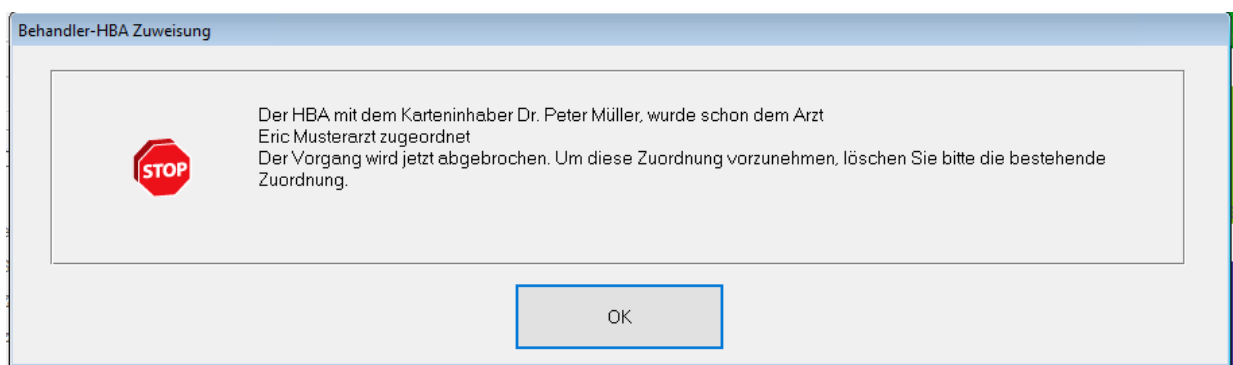 Behandler-HBA Zuweisung
Der HBA mit dem Karteninhaber Dr. Peter Müller, wurde schon dem Arzt
Eric Musterarzt zugeordnet
Der Vorgang wird jetzt abgebrochen. Um diese Zuordnung vorzunehmen, löschen Sie bitte die bestehende
Zuordnung.
STOP
OK